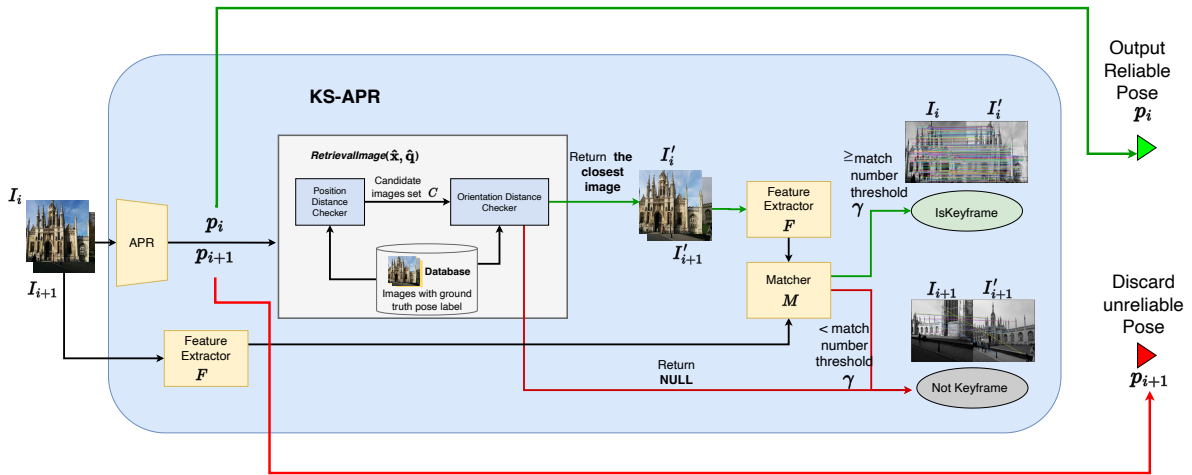 KS-APR
Output
Reliable
Pose
p_i
I_i
I_{i+1}
APR
p_i
p_{i+1}
RetrievalImage(x̂, q̂)
Position
Distance
Checker
Candidate
images set C
Orientation Distance
Checker
Database
Images with ground
truth pose label
Return the
closest
image
I'_i
I'_{i+1}
Feature
Extractor
F
Matcher
M
Feature
Extractor
F
≥match
number
threshold
γ
I_i I'_i
IsKeyframe
< match
number
threshold
γ
I_{i+1} I'_{i+1}
Not Keyframe
Return
NULL
Discard
unreliable
Pose
p_{i+1}